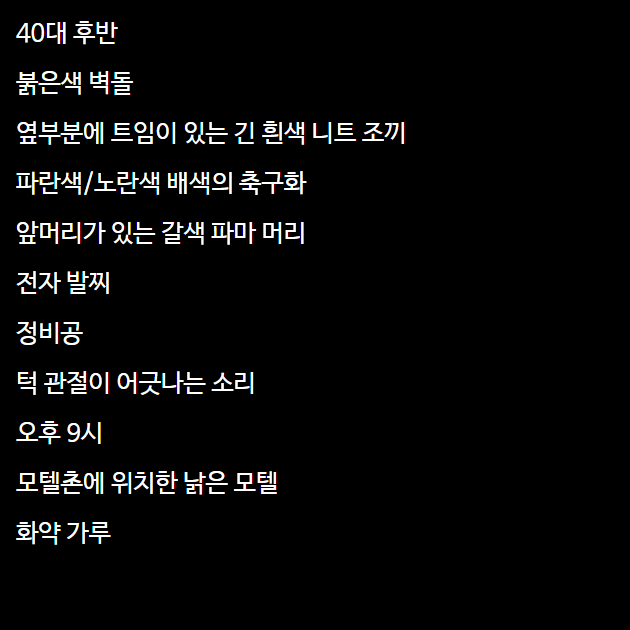 40대 후반
붉은색 벽돌
옆부분에 트임이 있는 긴 흰색 니트 조끼
파란색/노란색 배색의 축구화
앞머리가 있는 갈색 파마 머리
전자 발찌
정비공
턱 관절이 어긋나는 소리
오후 9시
모텔촌에 위치한 낡은 모텔
화약 가루